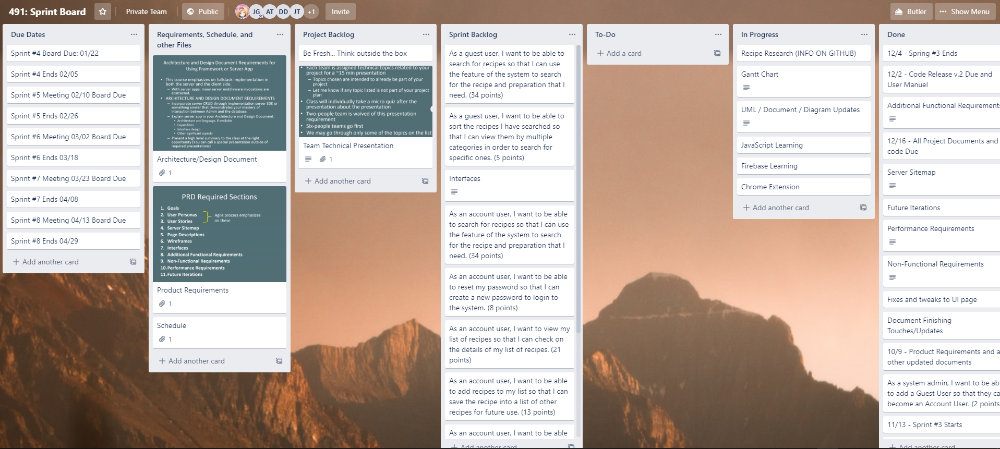 491: Sprint Board
Private Team
Public
JG
AT
DD
JT
+1
Invite
Butler
Show Menu
Due Dates
Sprint #4 Board Due: 01/22
Sprint #4 Ends 02/05
Sprint #5 Meeting 02/10 Board Due
Sprint #5 Ends 02/26
Sprint #6 Meeting 03/02 Board Due
Sprint #6 Ends 03/18
Sprint #7 Meeting 03/23 Board Due
Sprint #7 Ends 04/08
Sprint #8 Meeting 04/13 Board Due
Sprint #8 Ends 04/29
+ Add another card
Requirements, Schedule, and
other Files
Architecture and Design Document Requirements for
Using Framework or Server App
• This course emphasizes on fullstack implementation in
both the server and the client side.
– With server apps, many server middleware invocations are
abstracted.
• ARCHITECTURE AND DESIGN DOCUMENT REQUIREMENTS
– Incorporate server CRUD through implementation server SDK or
something similar that demonstrates your mastery of
interaction between Admin and the database.
– Explain server app in your Architecture and Design Document:
• Architecture and language, if available
• Capabilities
• Interface design
• Other significant aspects
– Present a high level summary to the class at the right
opportunity (You can call a special presentation outside of
required presentations)
Architecture/Design Document
1
PRD Required Sections
1. Goals
2. User Personas
3. User Stories
Agile process emphasizes
on these
4. Server Sitemap
5. Page Descriptions
6. Wireframes
7. Interfaces
8. Additional Functional Requirements
9. Non-Functional Requirements
10. Performance Requirements
11. Future Iterations
Product Requirements
1
Schedule
1
+ Add another card
Project Backlog
Be Fresh... Think outside the box
• Each team is assigned technical topics related to your
project for a ~15 min presentation
– Topics chosen are intended to already be part of your
project
– Let me know if any topic listed is not part of your project
plan
• Class will individually take a micro quiz after the
presentation about the presentation
• Two-people team is waived of this presentation
requirement
• Six-people teams go first
• We may go through only some of the topics on the list
Team Technical Presentation
1
+ Add another card
Sprint Backlog
As a guest user, I want to be able to
search for recipes so that I can use
the feature of the system to search
for the recipe and preparation that I
need. (34 points)
As a guest user, I want to be able to
sort the recipes I have searched so
that I can view them by multiple
categories in order to search for
specific ones. (5 points)
Interfaces
As an account user, I want to be able
to search for recipes so that I can use
the feature of the system to search
for the recipe and preparation that I
need. (34 points)
As an account user, I want to be able
to reset my password so that I can
create a new password to login to
the system. (8 points)
As an account user, I want to view my
list of recipes so that I can check on
the details of my list of recipes. (21
points)
As an account user, I want to be able
to add recipes to my list so that I can
save the recipe into a list of other
recipes for future use. (13 points)
As an account user, I want to be able
+ Add another card
To-Do
+ Add a card
In Progress
Recipe Research (INFO ON GITHUB)
Gantt Chart
UML / Document / Diagram Updates
JavaScript Learning
Firebase Learning
Chrome Extension
+ Add another card
Done
12/4 - Spring #3 Ends
12/2 - Code Release v.2 Due and
User Manuel
Additional Functional Requirements
12/16 - All Project Documents and
code Due
Server Sitemap
Future Iterations
Performance Requirements
Non-Functional Requirements
Fixes and tweaks to UI page
Document Finishing
Touches/Updates
10/9 - Product Requirements and a
other updated documents
As a system admin, I want to be ab
to add a Guest User so that they ca
become an Account User. (2 points
11/13 - Sprint #3 Starts
+ Add another card